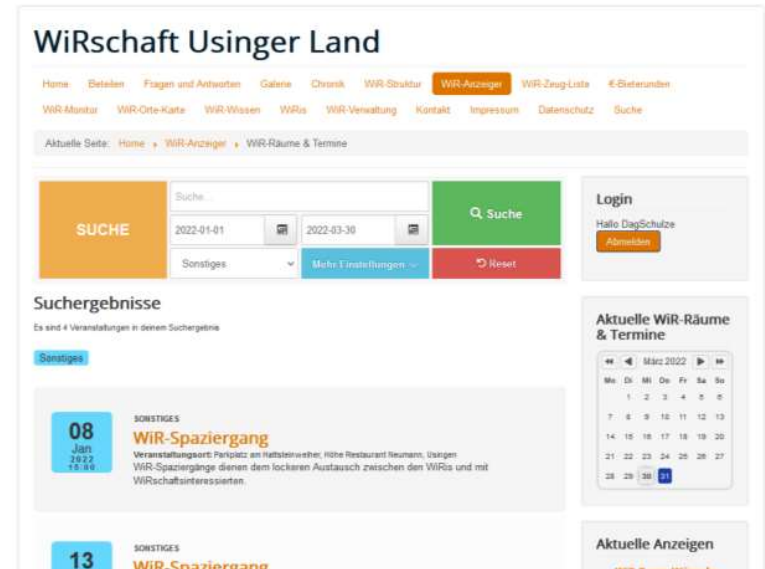 WiRschaft Usinger Land
Home Beteilen Fragen und Antworten Galerie Chronik WiR-Struktur WiR-Anzeiger WiR-Zeug-Liste €-Bieterunden
WiR-Monitur WiR-Orte-Karte WiR-Wissen WiRis WiR-Verwaltung Kontakt Impressum Datenschutz Suche
Aktuelle Seite: Home WiR-Anzeiger WiR-Räume & Termine
SUCHE
Suche...
2022-01-01 2022-03-30
Sonstiges Mehr Einstellungen
Suche
Reset
Login
Hallo DagSchulze
Abmelden
Suchergebnisse
Es sind 4 Veranstaltungen in deinem Suchergebnis
Sonstiges
08
Jan
2022
15:00
SONSTIGES
WiR-Spaziergang
Veranstaltungsort: Parkplatz am Hattsteinweiher, Höhe Restaurant Neumann, Usingen
WiR-Spaziergänge dienen dem lockeren Austausch zwischen den WiRis und mit
WiRschaftsinteressierten.
13
SONSTIGES
WiR-Spaziergang
Aktuelle WiR-Räume
& Termine
März 2022
Mo Di Mi Do Fr Sa So
1 2 3 4 5 6
7 8 9 10 11 12 13
14 15 16 17 18 19 20
21 22 23 24 25 26 27
28 29 30 31
Aktuelle Anzeigen